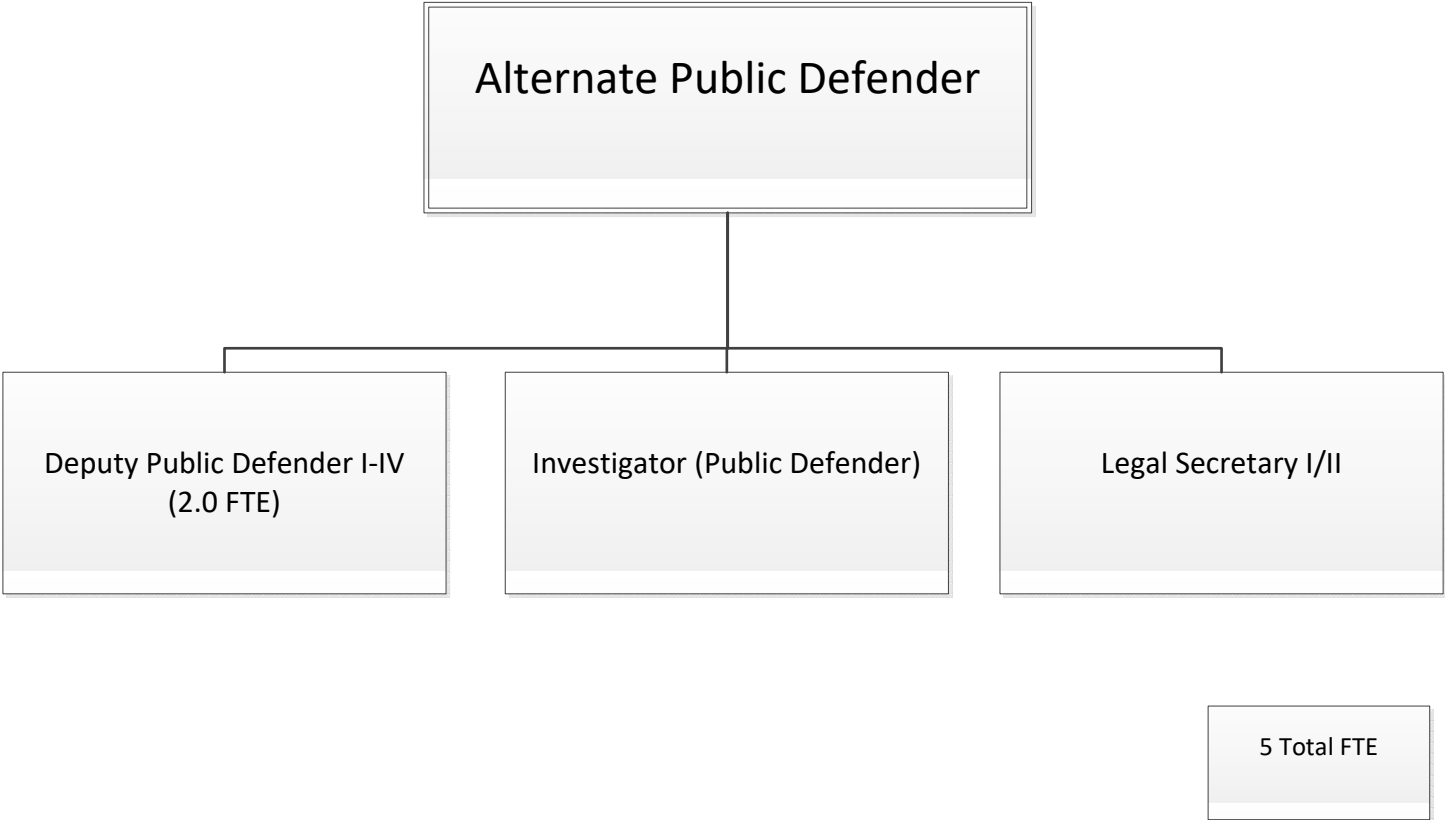 Alternate Public Defender
Deputy Public Defender I-IV
(2.0 FTE)
Investigator (Public Defender)
Legal Secretary I/II
5 Total FTE